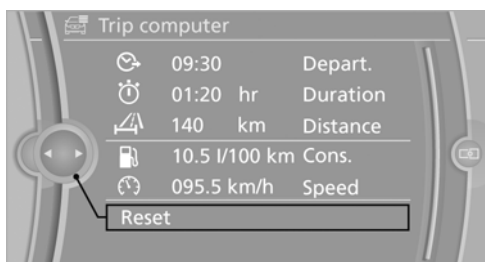 Trip computer
09:30 Depart.
01:20 hr Duration
140 km Distance
10.5 l/100 km Cons.
095.5 km/h Speed
Reset